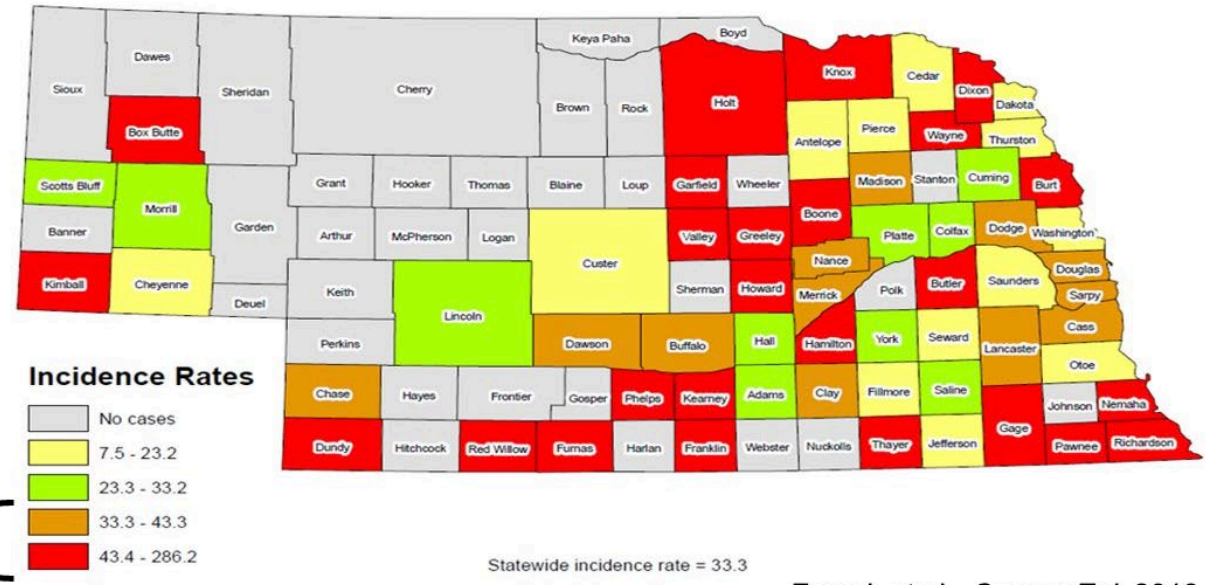 Keya Paha
Boyd
Dawes
Knox
Cedar
Sioux
Sheridan
Cherry
Dixon
Holt
Brown
Rock
Dakota
Box Butte
Pierce
Wayne
Antelope
Thurston
Scotts Bluff
Grant
Hooker
Thomas
Blaine
Loup
Garfield
Wheeler
Madison
Stanton
Cuming
Burt
Morrill
Boone
Banner
Garden
Arthur
McPherson
Logan
Valley
Greeley
Platte
Colfax
Dodge
Washington
Custer
Nance
Douglas
Kimball
Cheyenne
Keith
Sherman
Howard
Merrick
Polk
Butler
Saunders
Sarpy
Deuel
Lincoln
Cass
Perkins
Dawson
Buffalo
Hall
Hamilton
York
Seward
Lancaster
Otoe
Incidence Rates
Chase
Hayes
Frontier
Gosper
Phelps
Kearney
Adams
Clay
Fillmore
Saline
Johnson
Nemaha
No cases
Gage
7.5 - 23.2
Dundy
Hitchcock
Red Willow
Furnas
Harlan
Franklin
Webster
Nuckolls
Thayer
Jefferson
Pawnee
Richardson
23.3 - 33.2
33.3 - 43.3
43.4 - 286.2
Statewide incidence rate = 33.3